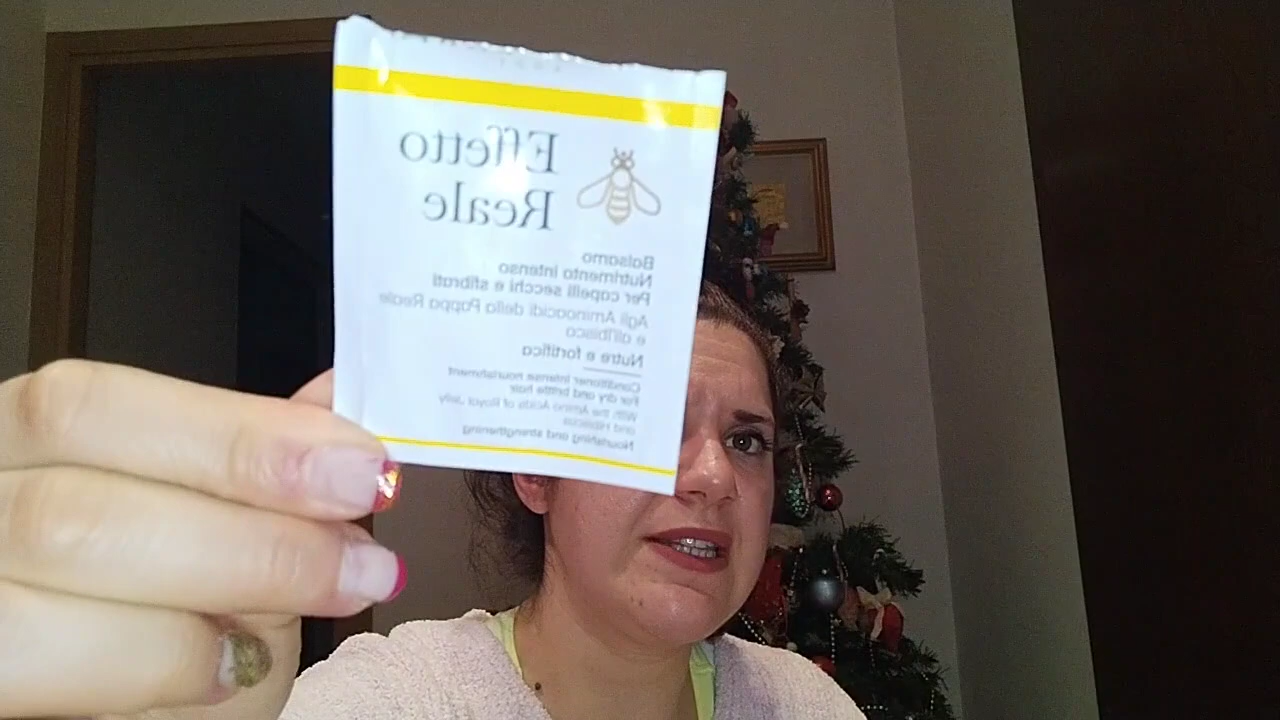 Effetto
Reale
Balsamo
Nutrimento intenso
Per capelli secchi e sfibrati
Agli Aminoacidi della Pappa Reale
e all'Ibisco
Nutre e fortifica
Conditioner intense nourishment
For dry and brittle hair
With the Amino Acids of Royal Jelly
and Hibiscus
Nourishing and strengthening